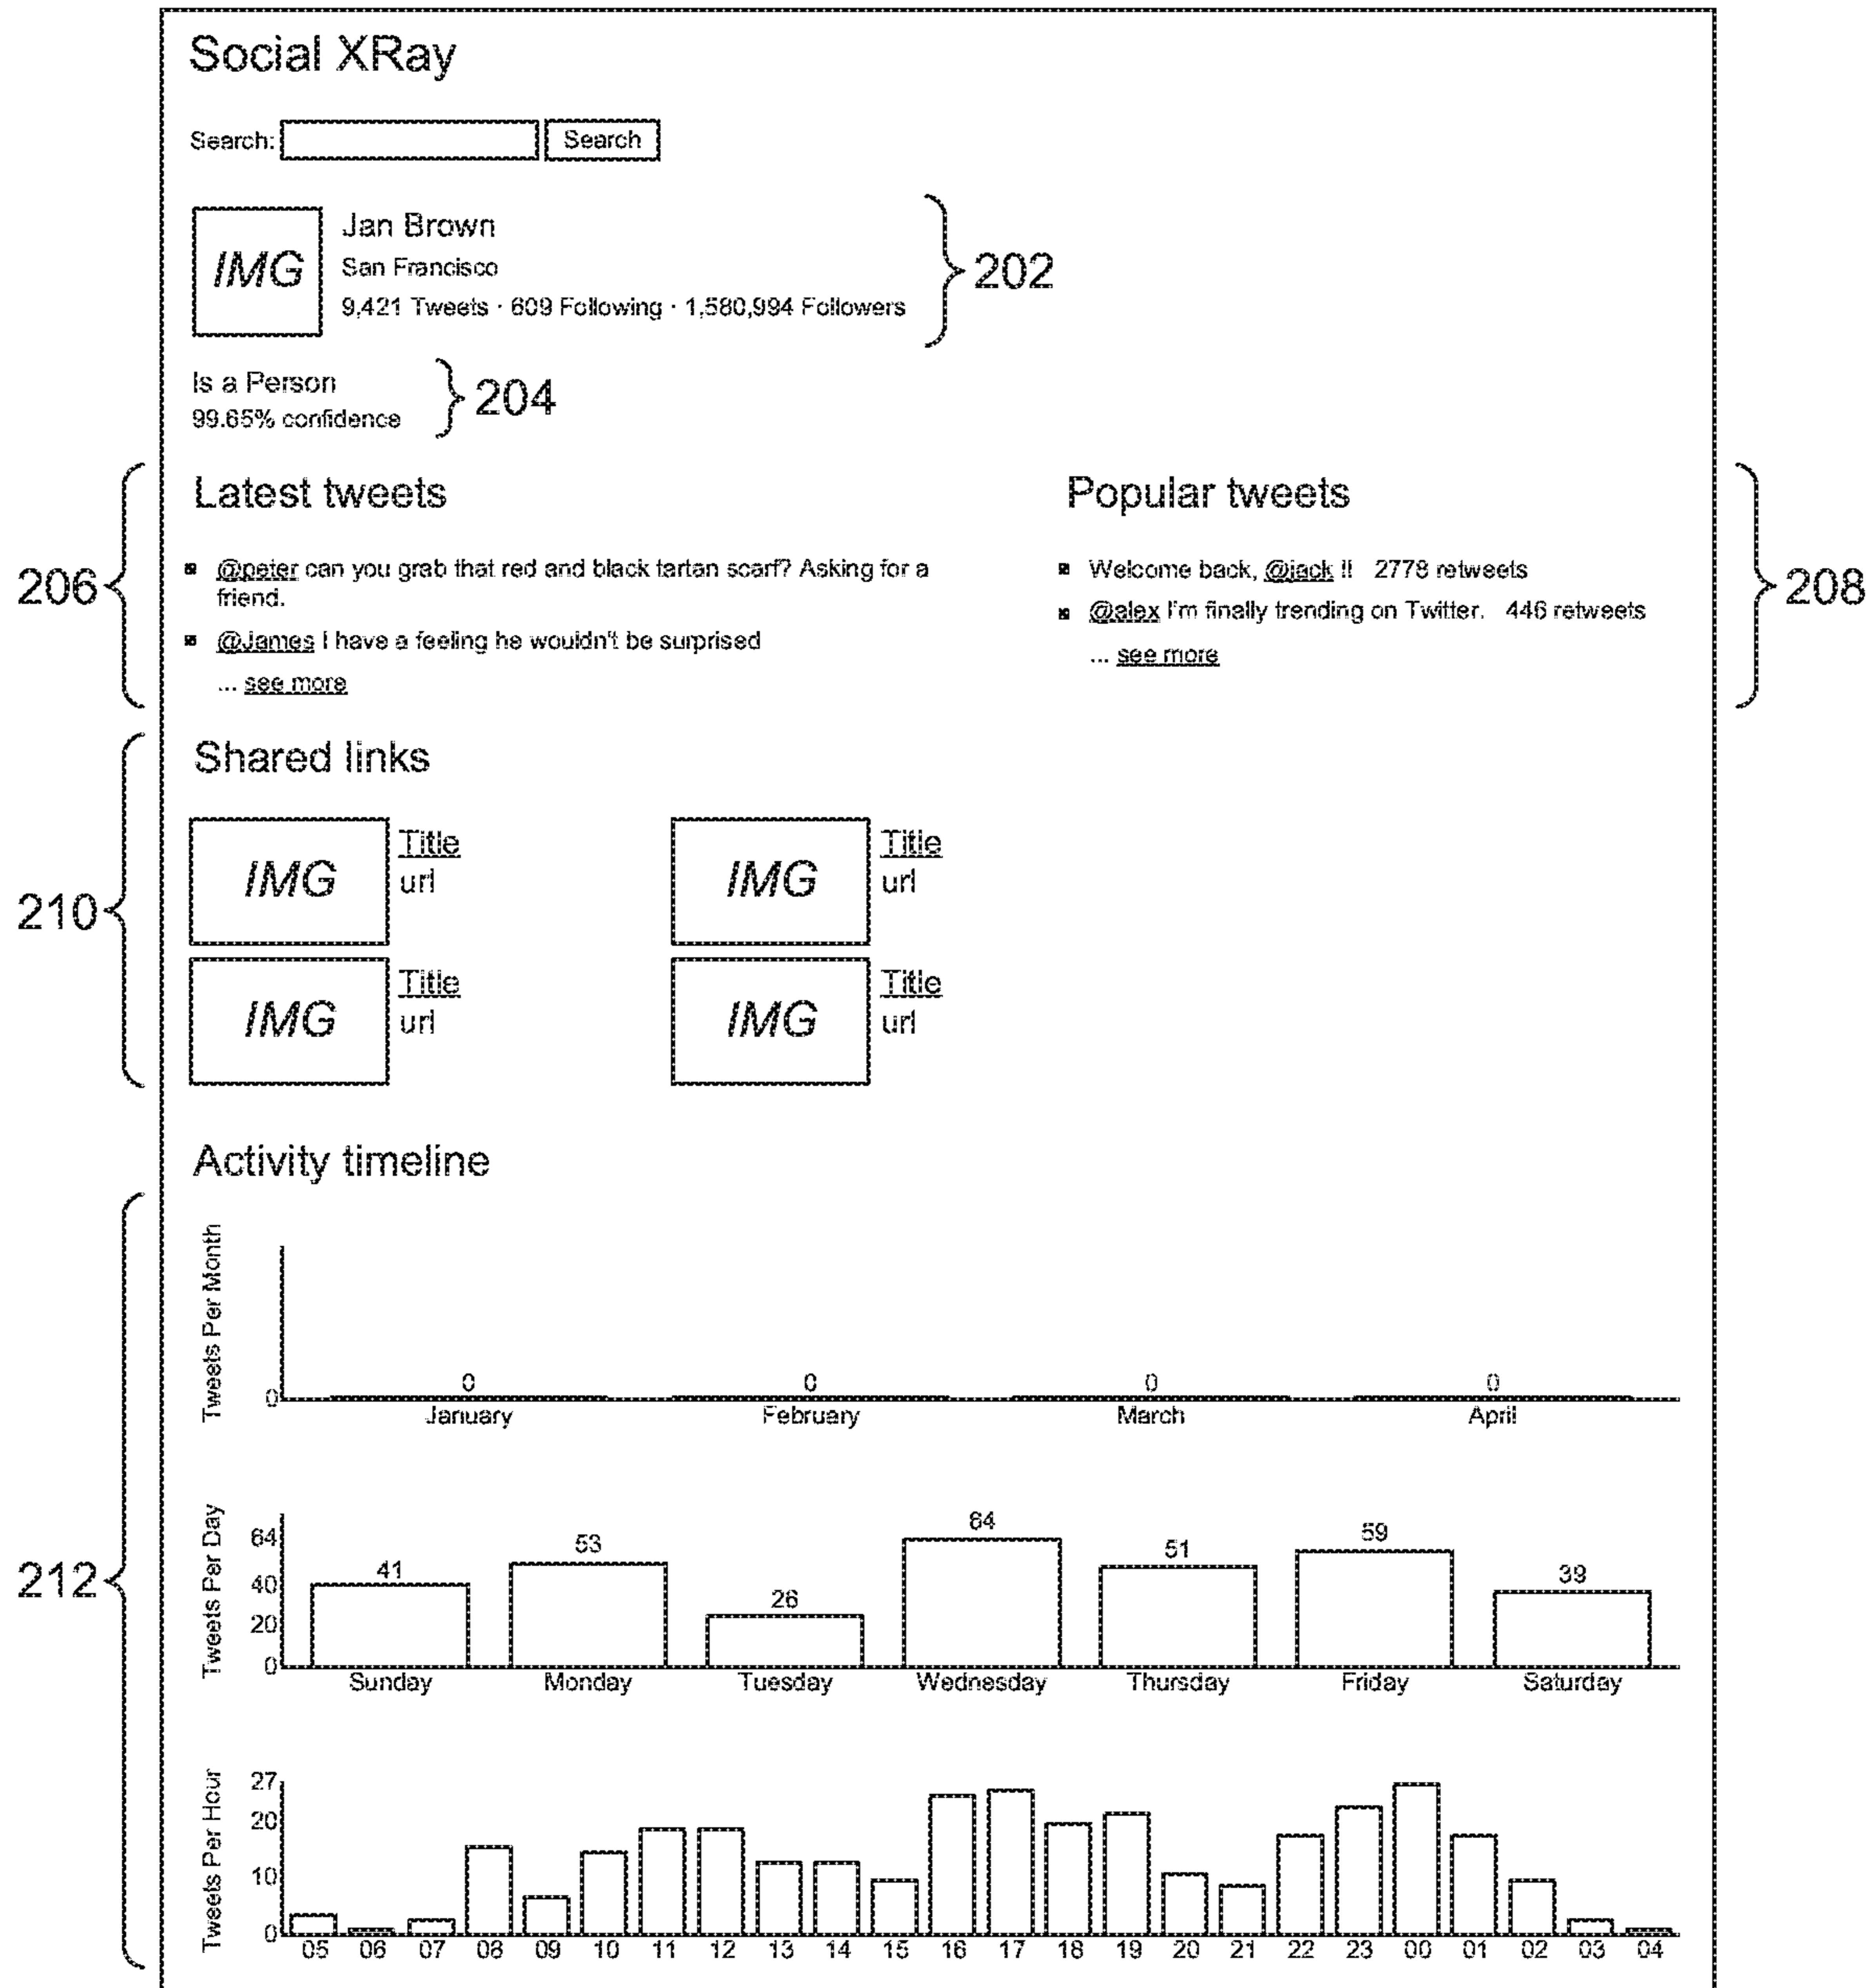 Social XRay
Search: Search
IMG
Jan Brown
San Francisco
9,421 Tweets · 609 Following · 1,580,994 Followers
202
Is a Person
99.65% confidence
204
206
Latest tweets
@peter can you grab that red and black tartan scarf? Asking for a
friend.
@James I have a feeling he wouldn't be surprised
... see more
Popular tweets
Welcome back, @jack !! 2778 retweets
@alex I'm finally trending on Twitter. 446 retweets
... see more
208
210
Shared links
IMG
Title
url
IMG
Title
url
IMG
Title
url
IMG
Title
url
Activity timeline
212
Tweets Per Month
0
0 0 0 0
January February March April
Tweets Per Day
64
40
20
0
41 53 26 64 51 59 39
Sunday Monday Tuesday Wednesday Thursday Friday Saturday
Tweets Per Hour
27
20
10
0
05 06 07 08 09 10 11 12 13 14 15 16 17 18 19 20 21 22 23 00 01 02 03 04